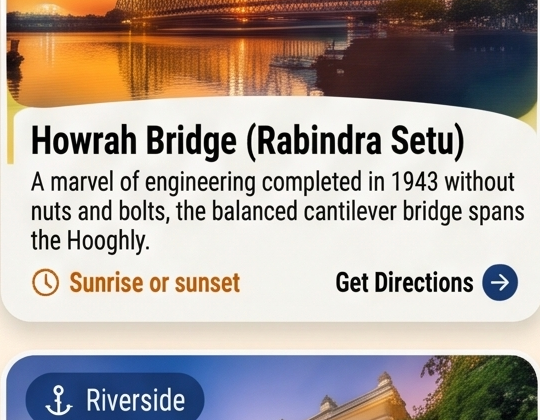 Howrah Bridge (Rabindra Setu)
A marvel of engineering completed in 1943 without
nuts and bolts, the balanced cantilever bridge spans
the Hooghly.
Sunrise or sunset
Get Directions
Riverside